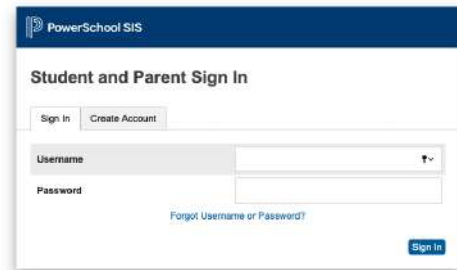 PowerSchool SIS
Student and Parent Sign In
Sign In Create Account
Username
Password
Forgot Username or Password?
Sign In